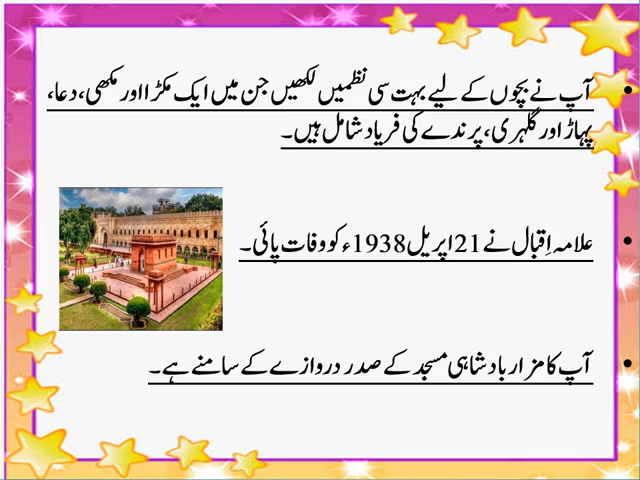 • آپ نے بچوں کے لیے بہت سی نظمیں لکھیں جن میں ایک مکڑا اور مکھی، دعا،
پہاڑ اور گلہری، پرندے کی فریاد شامل ہیں۔
• علامہ اِقبال نے 21 اپریل 1938ء کو وفات پائی۔
• آپ کا مزار بادشاہی مسجد کے صدر دروازے کے سامنے ہے۔